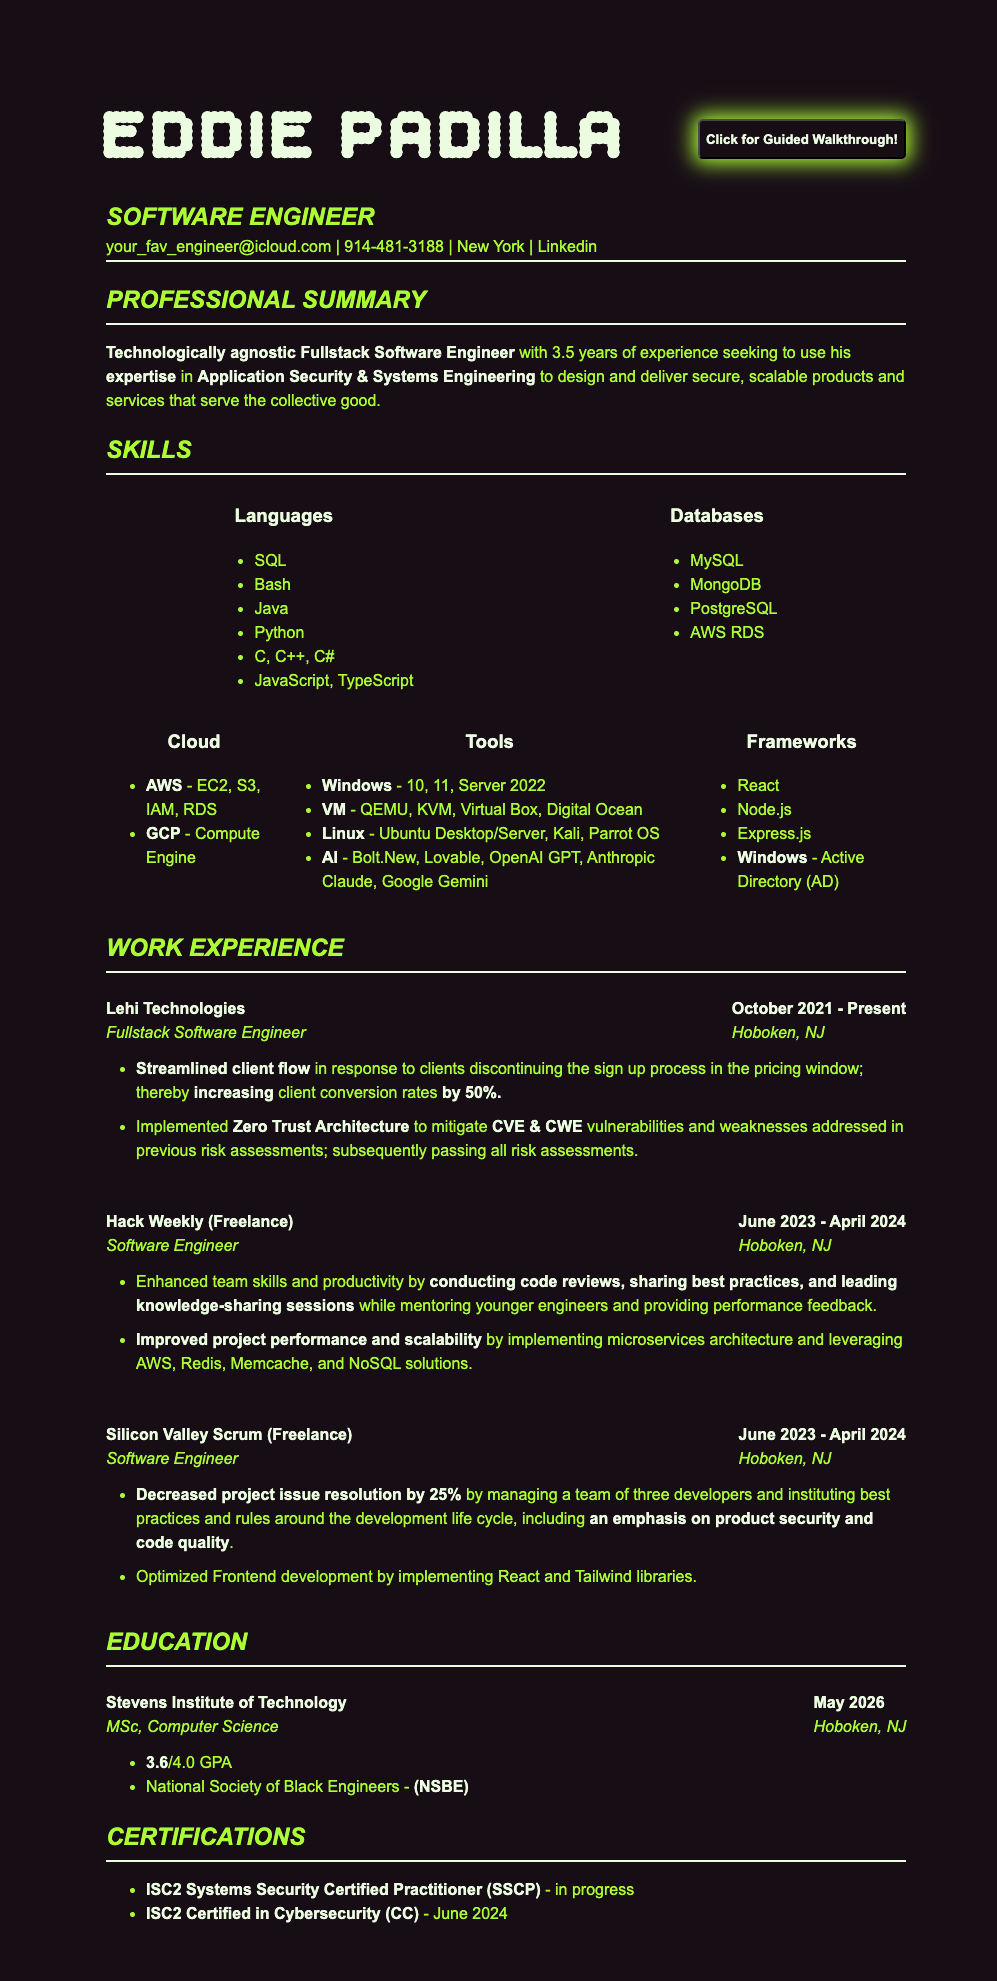 EDDIE PADILLA
Click for Guided Walkthrough!
SOFTWARE ENGINEER
your_fav_engineer@icloud.com | 914-481-3188 | New York | Linkedin
PROFESSIONAL SUMMARY
Technologically agnostic Fullstack Software Engineer with 3.5 years of experience seeking to use his
expertise in Application Security & Systems Engineering to design and deliver secure, scalable products and
services that serve the collective good.
SKILLS
Languages
• SQL
• Bash
• Java
• Python
• C, C++, C#
• JavaScript, TypeScript
Databases
• MySQL
• MongoDB
• PostgreSQL
• AWS RDS
Cloud
• AWS - EC2, S3,
IAM, RDS
• GCP - Compute
Engine
Tools
• Windows - 10, 11, Server 2022
• VM - QEMU, KVM, Virtual Box, Digital Ocean
• Linux - Ubuntu Desktop/Server, Kali, Parrot OS
• AI - Bolt.New, Lovable, OpenAI GPT, Anthropic
Claude, Google Gemini
Frameworks
• React
• Node.js
• Express.js
• Windows - Active
Directory (AD)
WORK EXPERIENCE
Lehi Technologies
October 2021 - Present
Fullstack Software Engineer
Hoboken, NJ
• Streamlined client flow in response to clients discontinuing the sign up process in the pricing window;
thereby increasing client conversion rates by 50%.
• Implemented Zero Trust Architecture to mitigate CVE & CWE vulnerabilities and weaknesses addressed in
previous risk assessments; subsequently passing all risk assessments.
Hack Weekly (Freelance)
June 2023 - April 2024
Software Engineer
Hoboken, NJ
• Enhanced team skills and productivity by conducting code reviews, sharing best practices, and leading
knowledge-sharing sessions while mentoring younger engineers and providing performance feedback.
• Improved project performance and scalability by implementing microservices architecture and leveraging
AWS, Redis, Memcache, and NoSQL solutions.
Silicon Valley Scrum (Freelance)
June 2023 - April 2024
Software Engineer
Hoboken, NJ
• Decreased project issue resolution by 25% by managing a team of three developers and instituting best
practices and rules around the development life cycle, including an emphasis on product security and
code quality.
• Optimized Frontend development by implementing React and Tailwind libraries.
EDUCATION
Stevens Institute of Technology
May 2026
MSc, Computer Science
Hoboken, NJ
• 3.6/4.0 GPA
• National Society of Black Engineers - (NSBE)
CERTIFICATIONS
• ISC2 Systems Security Certified Practitioner (SSCP) - in progress
• ISC2 Certified in Cybersecurity (CC) - June 2024